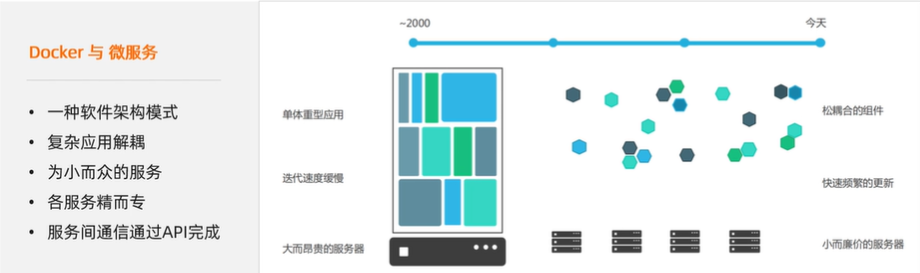 Docker 与 微服务
• 一种软件架构模式
• 复杂应用解耦
• 为小而众的服务
• 各服务精而专
• 服务间通信通过API完成
~2000
今天
单体重型应用
松耦合的组件
迭代速度缓慢
快速频繁的更新
大而昂贵的服务器
小而廉价的服务器